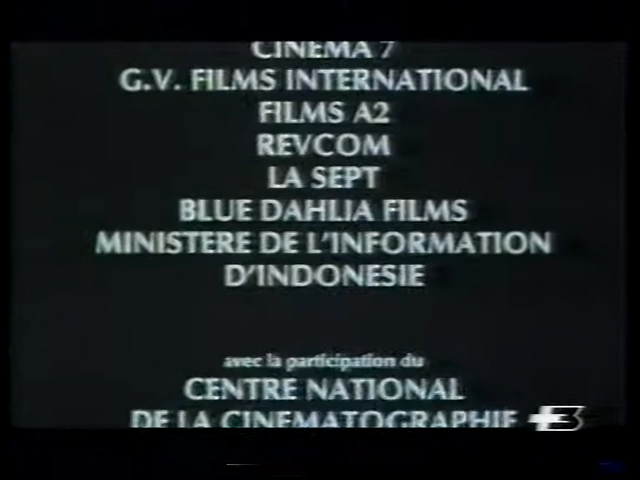 CINEMA 7
G.V. FILMS INTERNATIONAL
FILMS A2
REVCOM
LA SEPT
BLUE DAHLIA FILMS
MINISTERE DE L'INFORMATION
D'INDONESIE
avec la participation du
CENTRE NATIONAL
DE LA CINEMATOGRAPHIE
+3